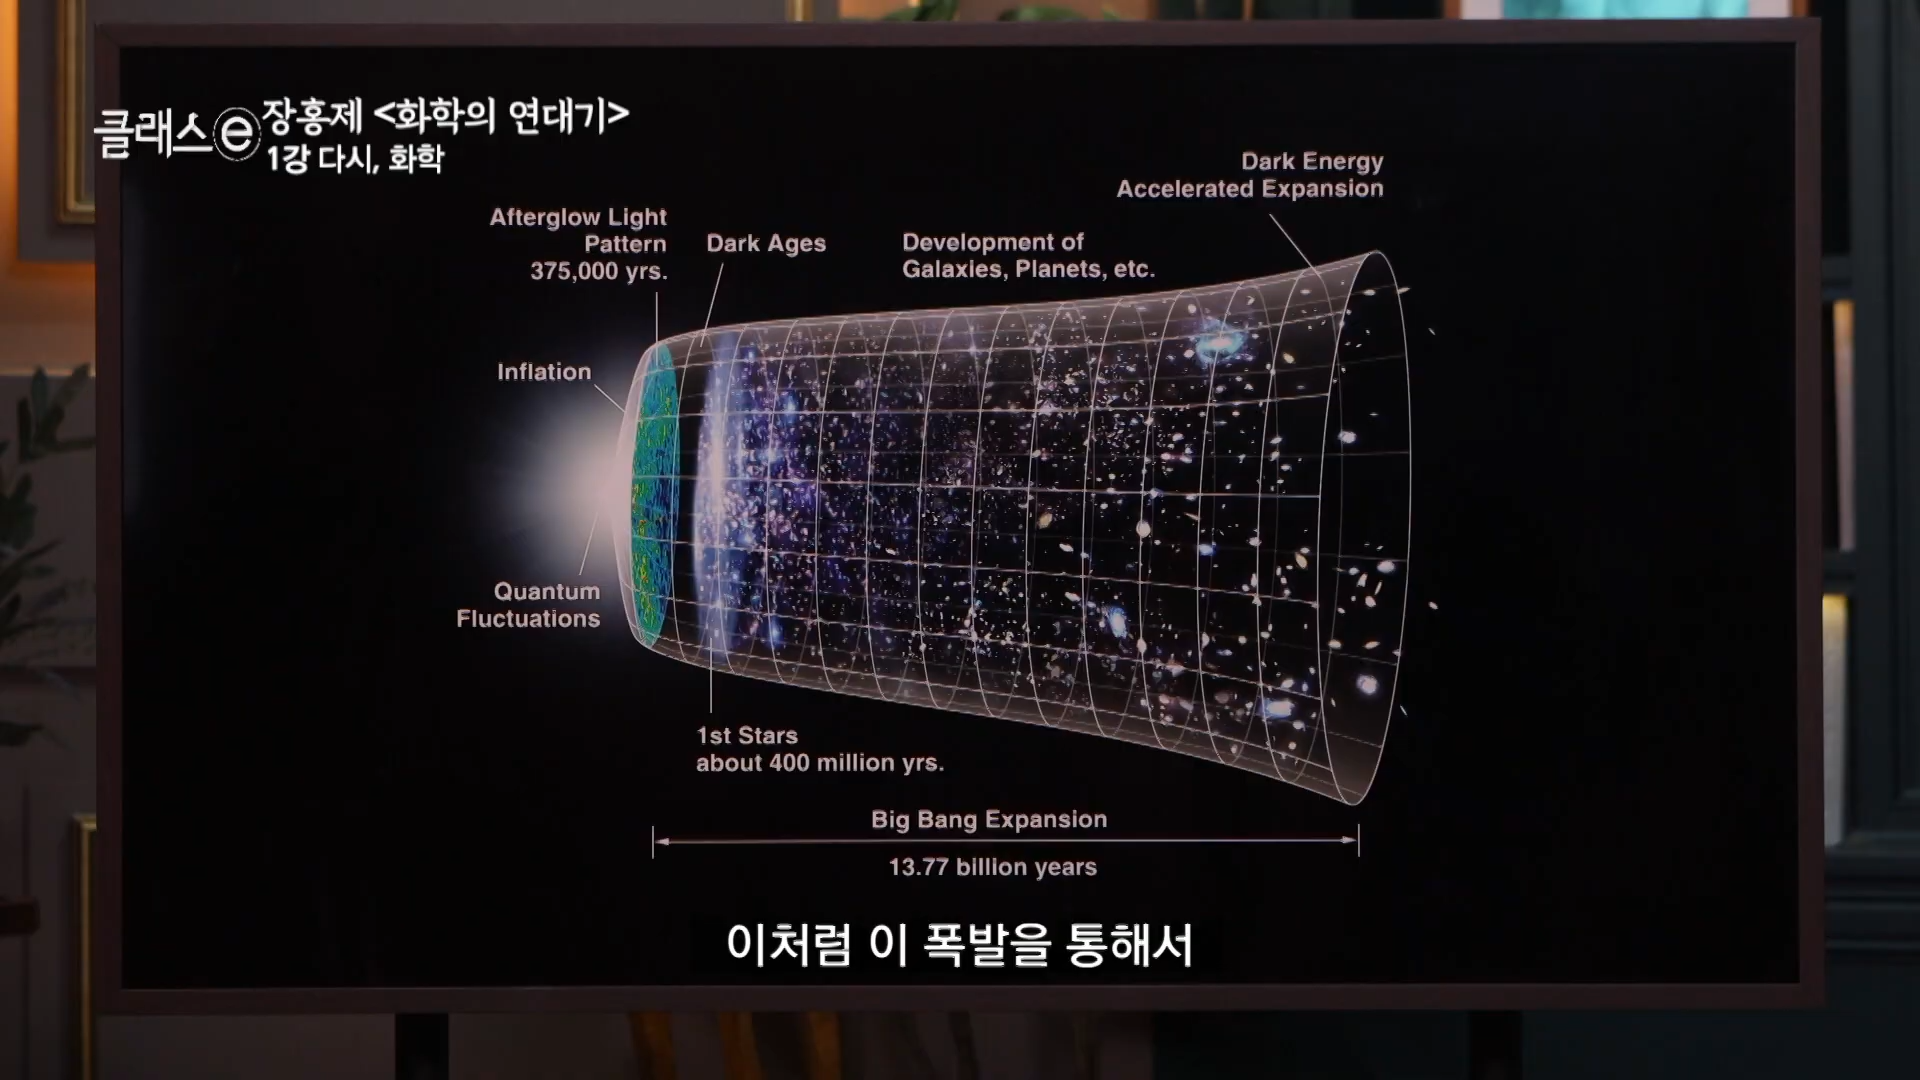 클래스e
장홍제 <화학의 연대기>
1강 다시, 화학
Dark Energy
Accelerated Expansion
Afterglow Light
Pattern
375,000 yrs.
Dark Ages
Development of
Galaxies, Planets, etc.
Inflation
Quantum
Fluctuations
1st Stars
about 400 million yrs.
Big Bang Expansion
13.77 billion years
이처럼 이 폭발을 통해서